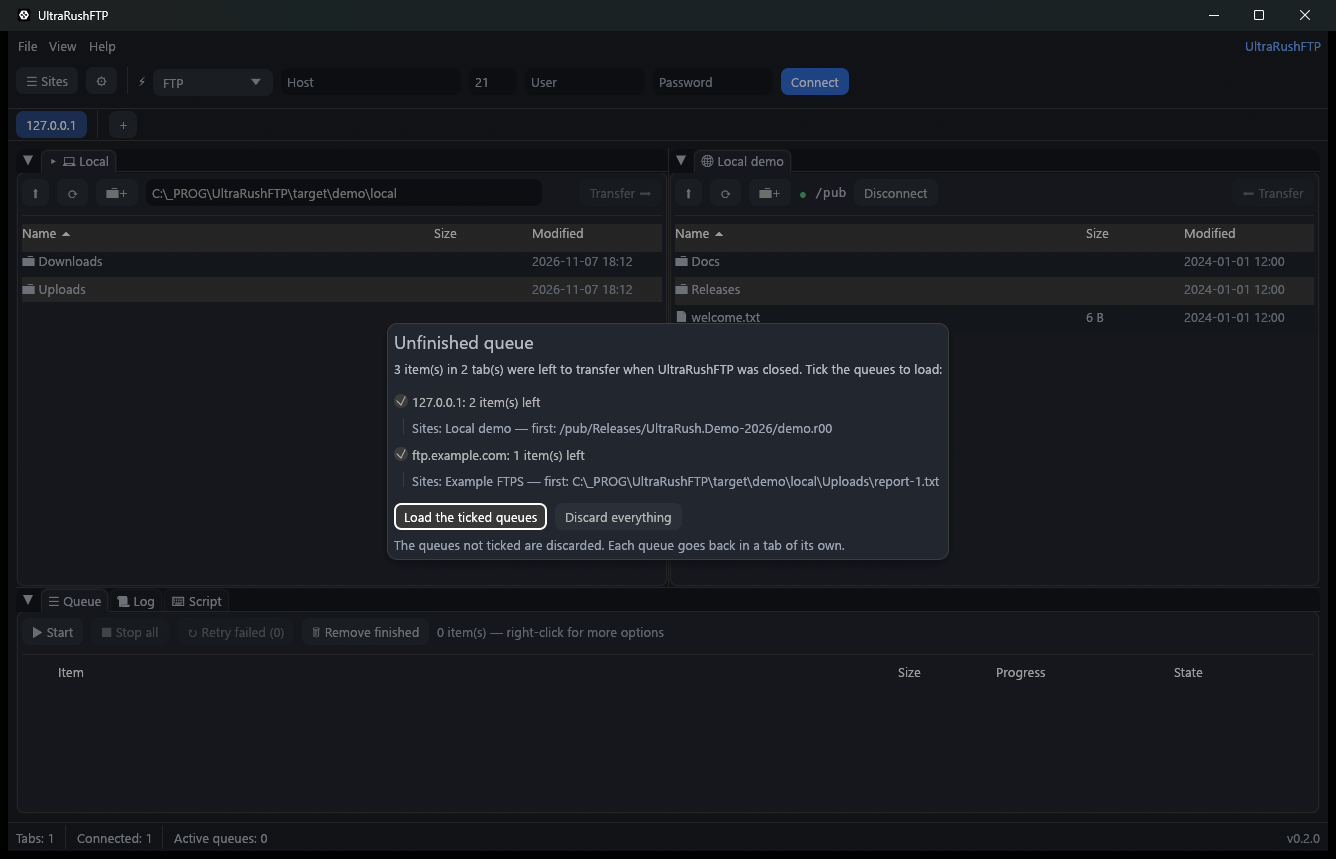 UltraRushFTP
File View Help UltraRushFTP
Sites FTP Host 21 User Password Connect
127.0.0.1 +
Local Local demo
C:\_PROG\UltraRushFTP\target\demo\local Transfer /pub Disconnect Transfer
Name Size Modified Name Size Modified
Downloads 2026-11-07 18:12 Docs 2024-01-01 12:00
Uploads 2026-11-07 18:12 Releases 2024-01-01 12:00
welcome.txt 6 B 2024-01-01 12:00
Unfinished queue
3 item(s) in 2 tab(s) were left to transfer when UltraRushFTP was closed. Tick the queues to load:
127.0.0.1: 2 item(s) left
Sites: Local demo — first: /pub/Releases/UltraRush.Demo-2026/demo.r00
ftp.example.com: 1 item(s) left
Sites: Example FTPS — first: C:\_PROG\UltraRushFTP\target\demo\local\Uploads\report-1.txt
Load the ticked queues Discard everything
The queues not ticked are discarded. Each queue goes back in a tab of its own.
Queue Log Script
Start Stop all Retry failed (0) Remove finished 0 item(s) — right-click for more options
Item Size Progress State
Tabs: 1 Connected: 1 Active queues: 0 v0.2.0